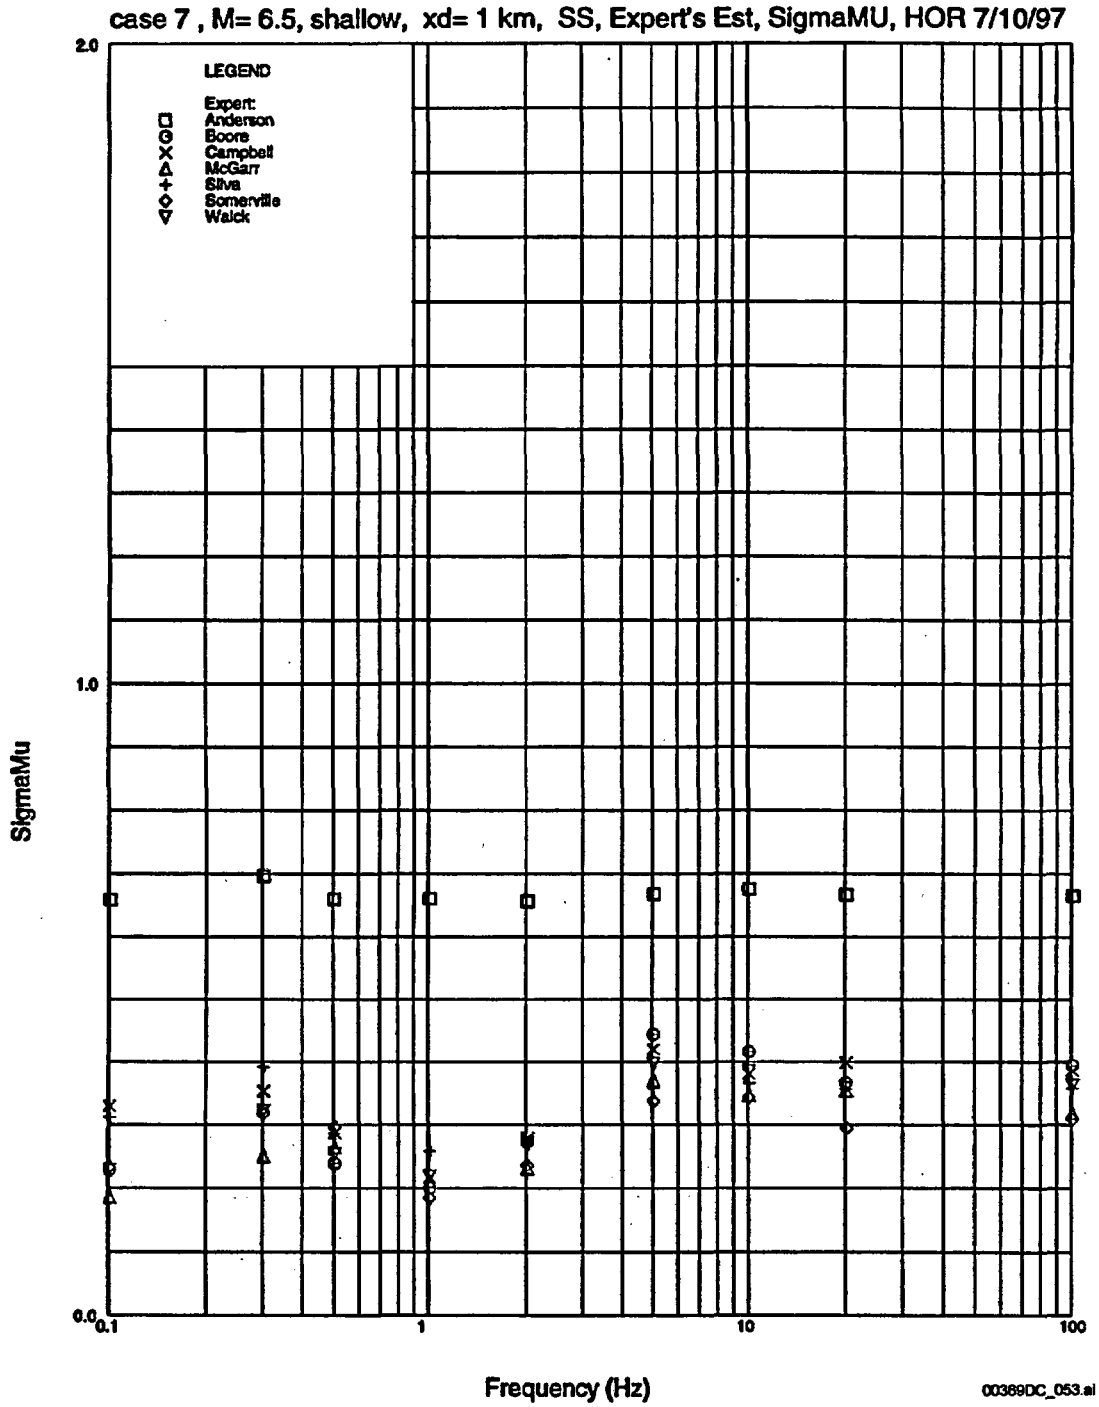 case 7 , M= 6.5, shallow, xd= 1 km, SS, Expert's Est, SigmaMU, HOR 7/10/97
2.0
LEGEND
Expert:
Anderson
Boore
Campbell
McGarr
Silva
Somerville
Walck
1.0
SigmaMu
0.0
0.1
1
10
100
Frequency (Hz)
00369DC_053.ai